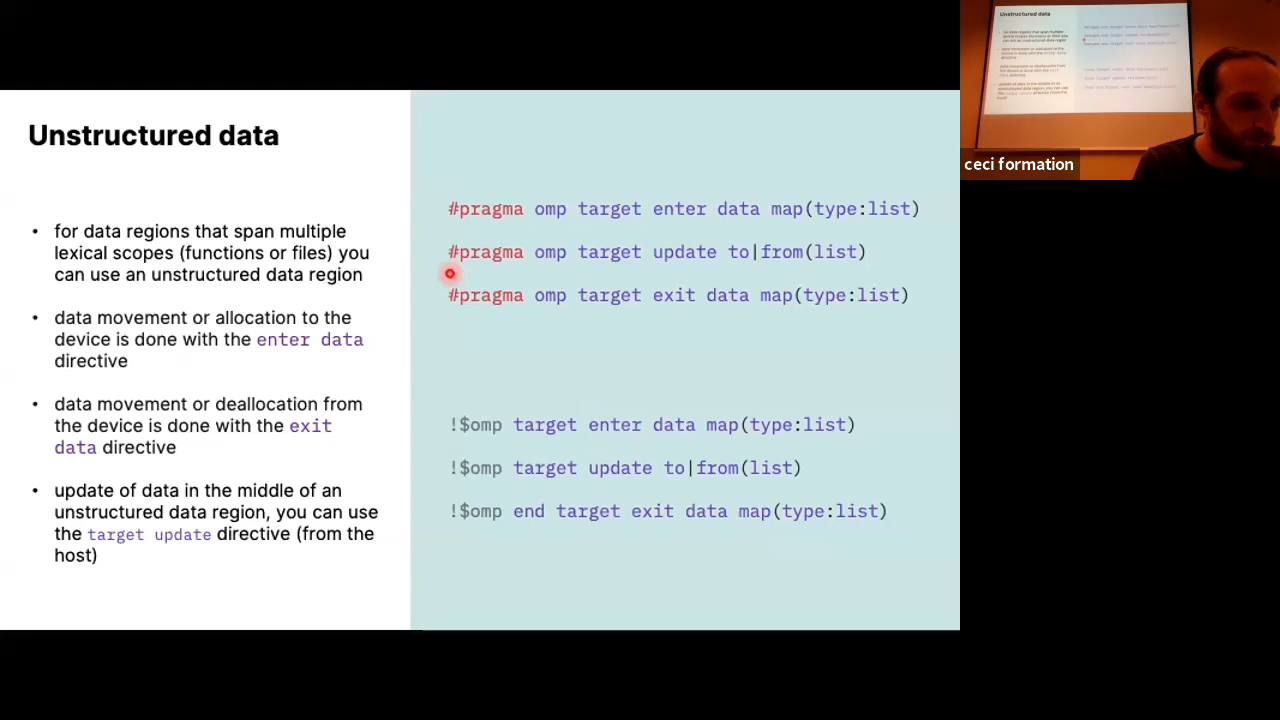 Unstructured data
• for data regions that span multiple
lexical scopes (functions or files) you
can use an unstructured data region
• data movement or allocation to the
device is done with the enter data
directive
• data movement or deallocation from
the device is done with the exit
data directive
• update of data in the middle of an
unstructured data region, you can use
the target update directive (from the
host)
#pragma omp target enter data map(type:list)
#pragma omp target update to|from(list)
#pragma omp target exit data map(type:list)
!$omp target enter data map(type:list)
!$omp target update to|from(list)
!$omp end target exit data map(type:list)
Unstructured data
ceci formation